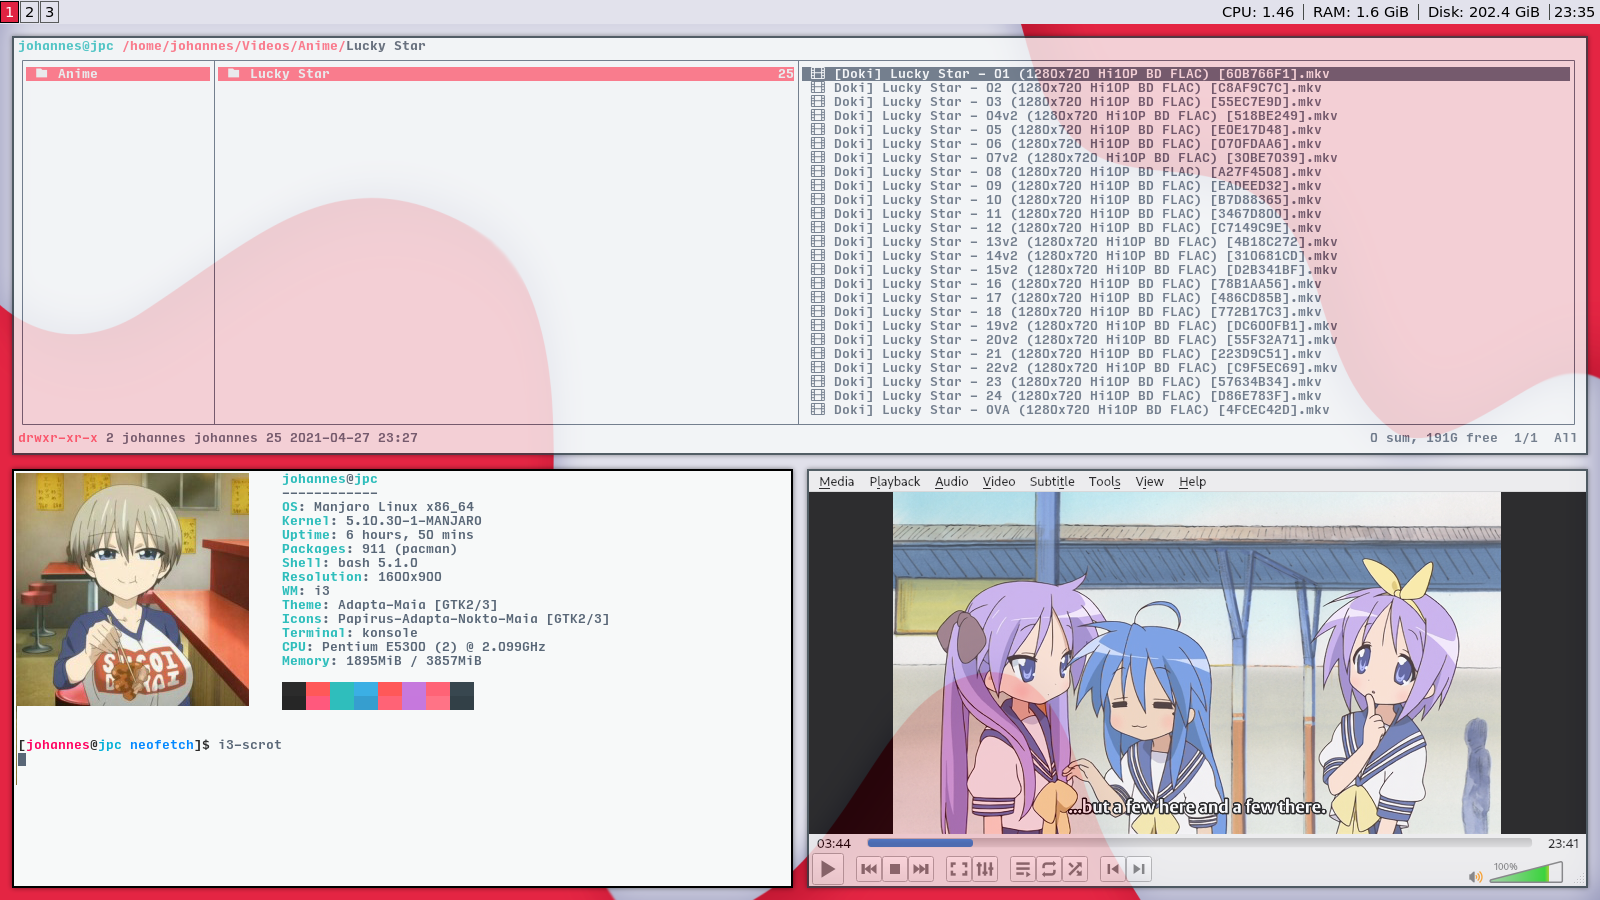 1 2 3
CPU: 1.46 | RAM: 1.6 GiB | Disk: 202.4 GiB | 23:35
johannes@jpc /home/johannes/Videos/Anime/Lucky Star
Anime
Lucky Star 25
[Doki] Lucky Star - 01 (1280x720 Hi10P BD FLAC) [60B766F1].mkv
Doki] Lucky Star - 02 (1280x720 Hi10P BD FLAC) [C8AF9C7C].mkv
Doki] Lucky Star - 03 (1280x720 Hi10P BD FLAC) [55EC7E9D].mkv
Doki] Lucky Star - 04v2 (1280x720 Hi10P BD FLAC) [518BE249].mkv
Doki] Lucky Star - 05 (1280x720 Hi10P BD FLAC) [E0E17D48].mkv
Doki] Lucky Star - 06 (1280x720 Hi10P BD FLAC) [070FDAA6].mkv
Doki] Lucky Star - 07v2 (1280x720 Hi10P BD FLAC) [30BE7039].mkv
Doki] Lucky Star - 08 (1280x720 Hi10P BD FLAC) [A27F4508].mkv
Doki] Lucky Star - 09 (1280x720 Hi10P BD FLAC) [EADEED32].mkv
Doki] Lucky Star - 10 (1280x720 Hi10P BD FLAC) [B7D88365].mkv
Doki] Lucky Star - 11 (1280x720 Hi10P BD FLAC) [3467D800].mkv
Doki] Lucky Star - 12 (1280x720 Hi10P BD FLAC) [C7149C9E].mkv
Doki] Lucky Star - 13v2 (1280x720 Hi10P BD FLAC) [4B18C272].mkv
Doki] Lucky Star - 14v2 (1280x720 Hi10P BD FLAC) [310681CD].mkv
Doki] Lucky Star - 15v2 (1280x720 Hi10P BD FLAC) [D2B341BF].mkv
Doki] Lucky Star - 16 (1280x720 Hi10P BD FLAC) [78B1AA56].mkv
Doki] Lucky Star - 17 (1280x720 Hi10P BD FLAC) [486CD85B].mkv
Doki] Lucky Star - 18 (1280x720 Hi10P BD FLAC) [772B17C3].mkv
Doki] Lucky Star - 19v2 (1280x720 Hi10P BD FLAC) [DC600FB1].mkv
Doki] Lucky Star - 20v2 (1280x720 Hi10P BD FLAC) [55F32A71].mkv
Doki] Lucky Star - 21 (1280x720 Hi10P BD FLAC) [223D9C51].mkv
Doki] Lucky Star - 22v2 (1280x720 Hi10P BD FLAC) [C9F5EC69].mkv
Doki] Lucky Star - 23 (1280x720 Hi10P BD FLAC) [57634B34].mkv
Doki] Lucky Star - 24 (1280x720 Hi10P BD FLAC) [D86E783F].mkv
Doki] Lucky Star - OVA (1280x720 Hi10P BD FLAC) [4FCEC42D].mkv
drwxr-xr-x 2 johannes johannes 25 2021-04-27 23:27
0 sum, 191G free 1/1 All
johannes@jpc
------------
OS: Manjaro Linux x86_64
Kernel: 5.10.30-1-MANJARO
Uptime: 6 hours, 50 mins
Packages: 911 (pacman)
Shell: bash 5.1.0
Resolution: 1600x900
WM: i3
Theme: Adapta-Maia [GTK2/3]
Icons: Papirus-Adapta-Nokto-Maia [GTK2/3]
Terminal: konsole
CPU: Pentium E5300 (2) @ 2.099GHz
Memory: 1895MiB / 3857MiB
[johannes@jpc neofetch]$ i3-scrot
Media Playback Audio Video Subtitle Tools View Help
...but a few here and a few there.
03:44
23:41
100%